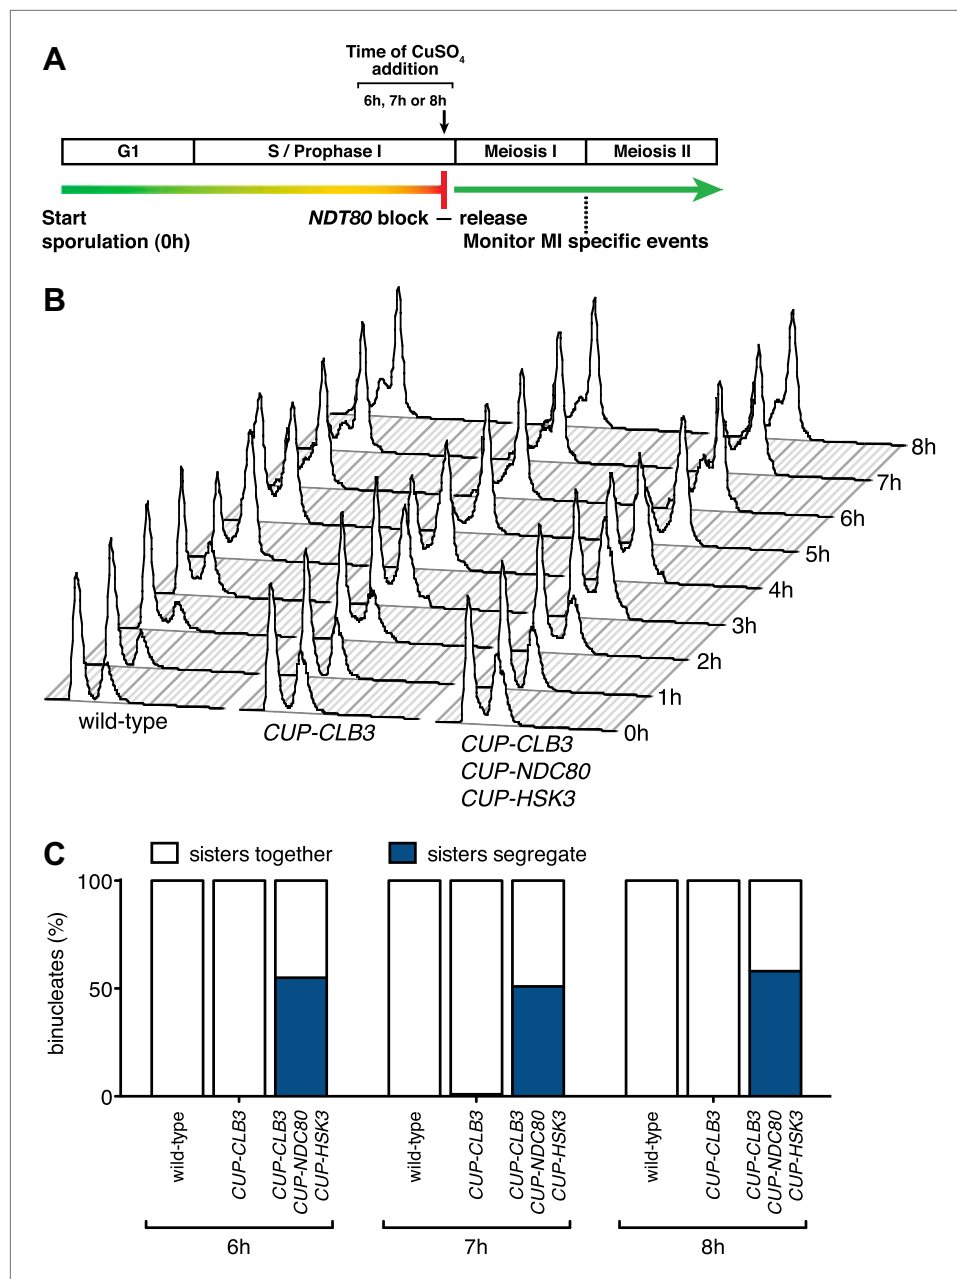 A
Time of CuSO4
addition
6h, 7h or 8h
G1
S / Prophase I
Meiosis I
Meiosis II
Start
sporulation (0h)
NDT80 block — release
Monitor MI specific events
B
8h
7h
6h
5h
4h
3h
2h
1h
0h
wild-type
CUP-CLB3
CUP-CLB3
CUP-NDC80
CUP-HSK3
C
sisters together
sisters segregate
binucleates (%)
100
50
0
wild-type
CUP-CLB3
CUP-CLB3
CUP-NDC80
CUP-HSK3
wild-type
CUP-CLB3
CUP-CLB3
CUP-NDC80
CUP-HSK3
wild-type
CUP-CLB3
CUP-CLB3
CUP-NDC80
CUP-HSK3
6h
7h
8h